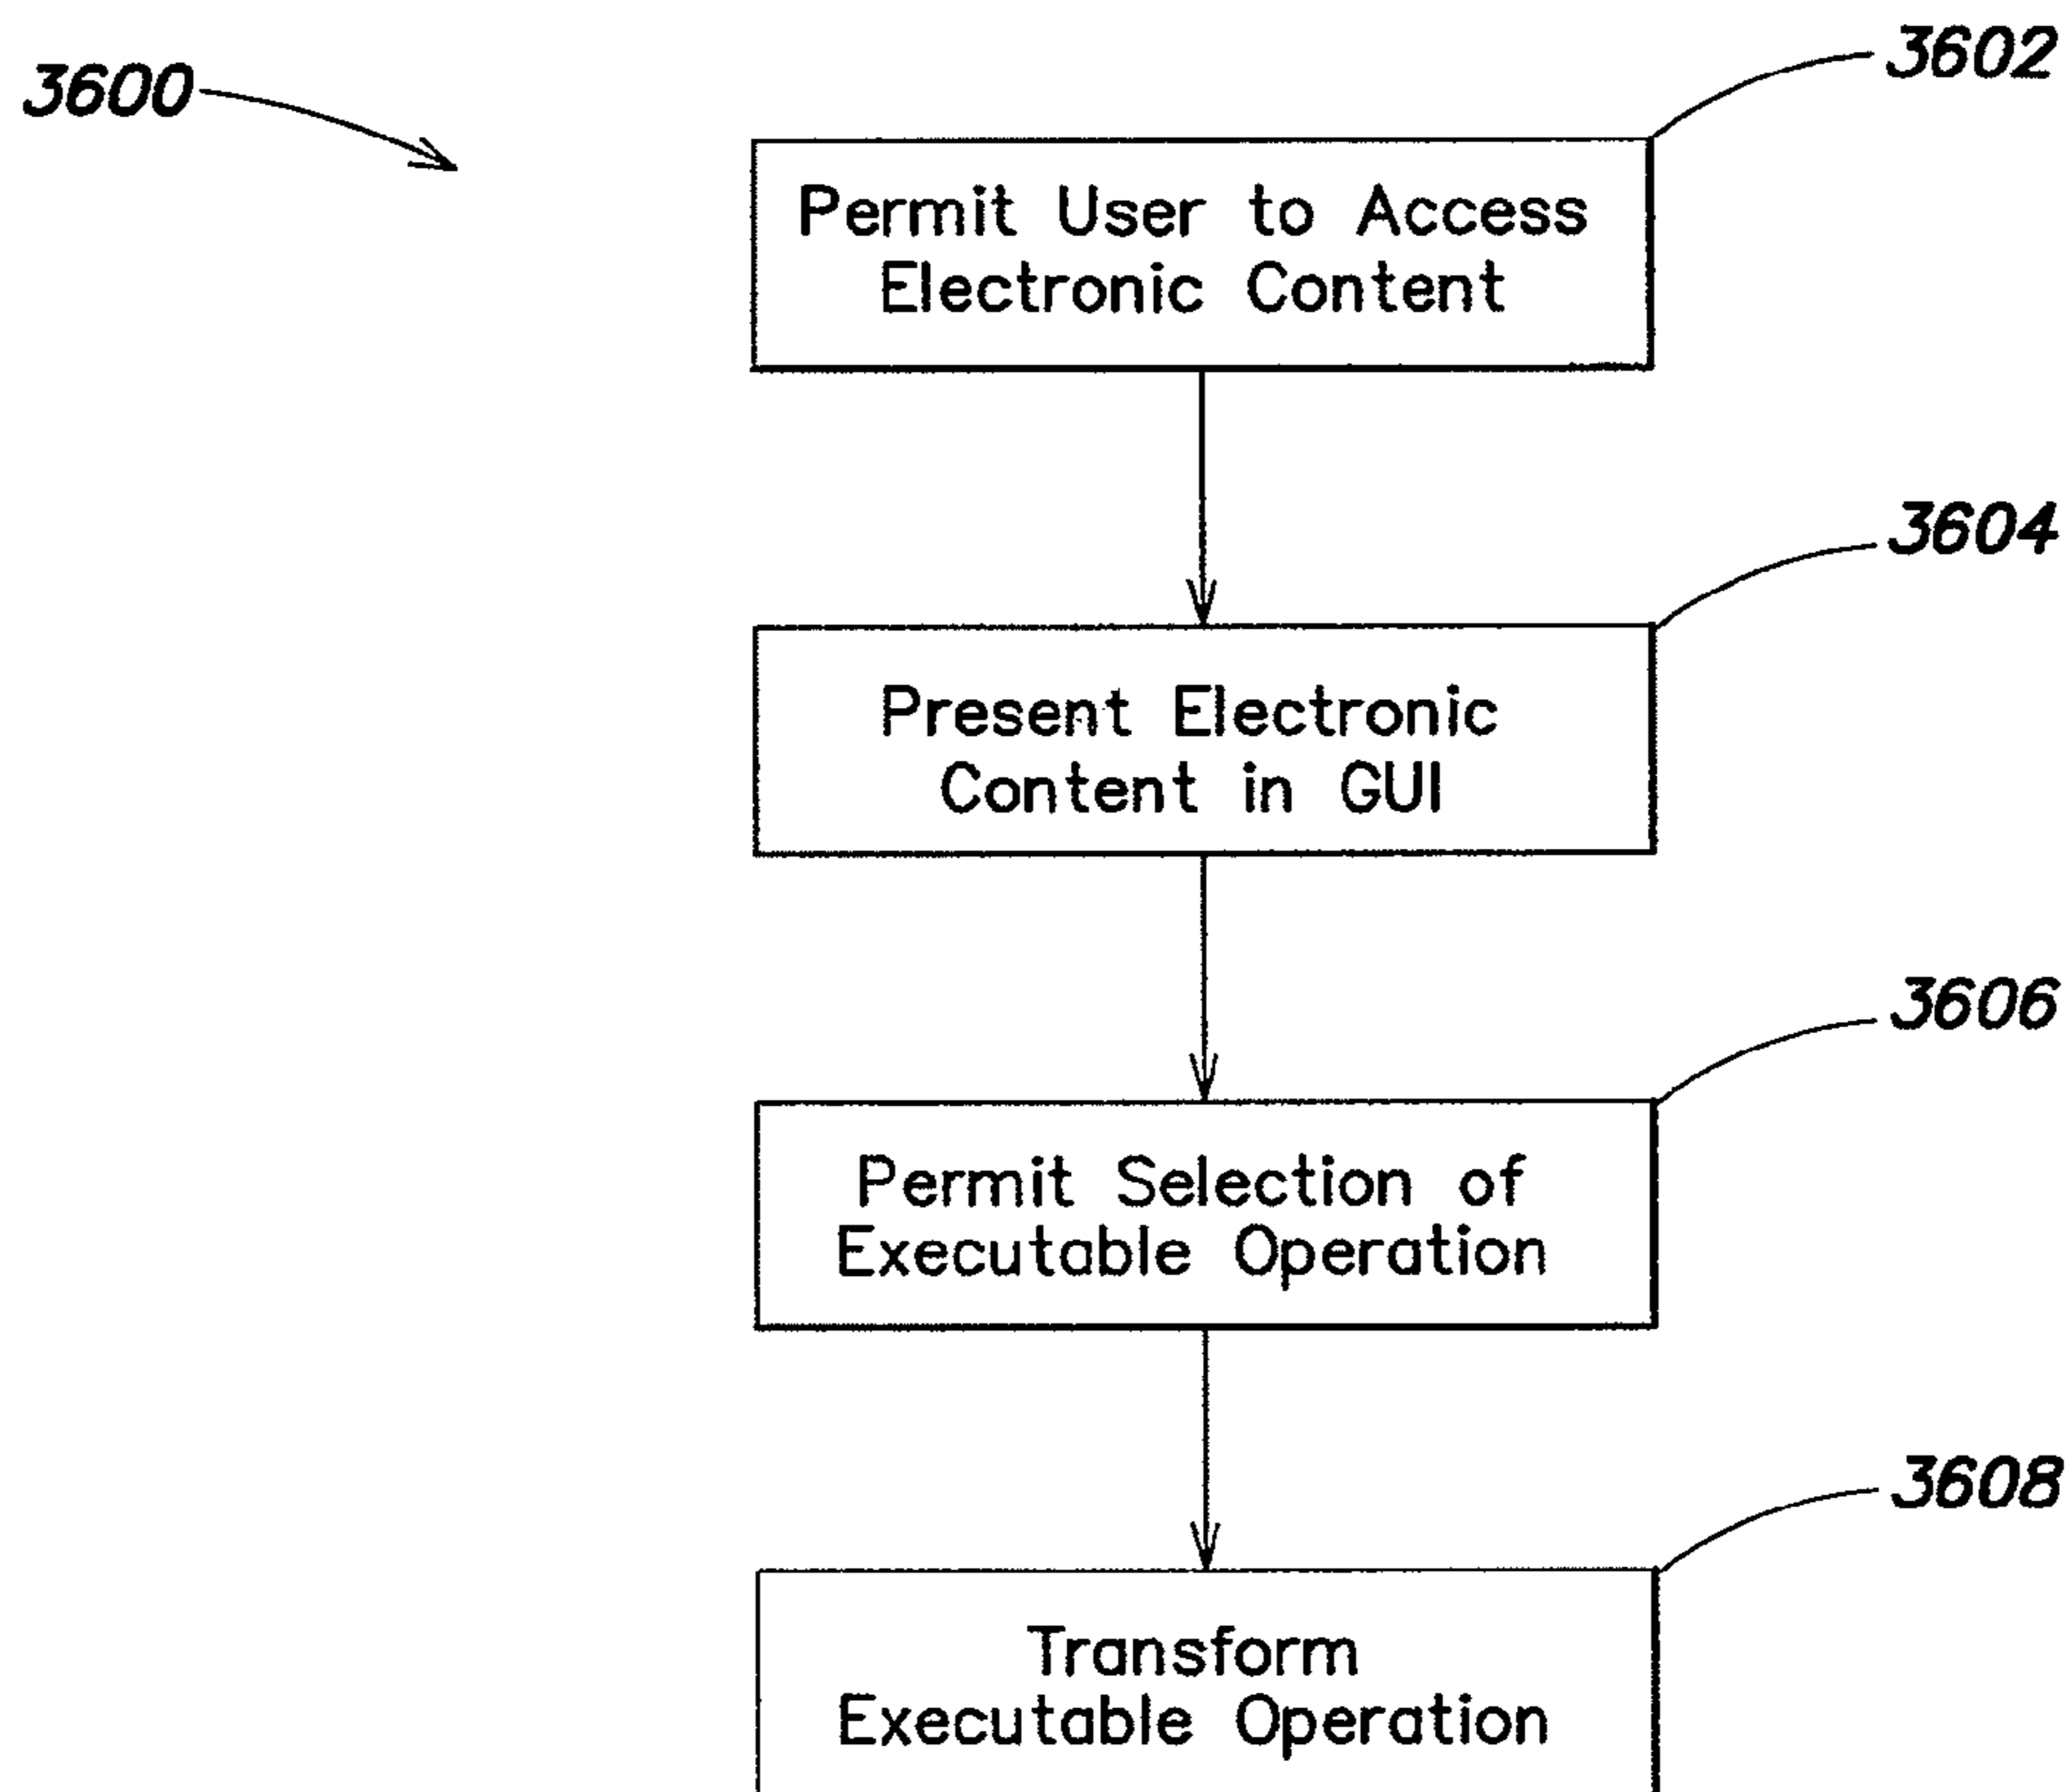 3600
3602
Permit User to Access
Electronic Content
3604
Present Electronic
Content in GUI
3606
Permit Selection of
Executable Operation
3608
Transform
Executable Operation